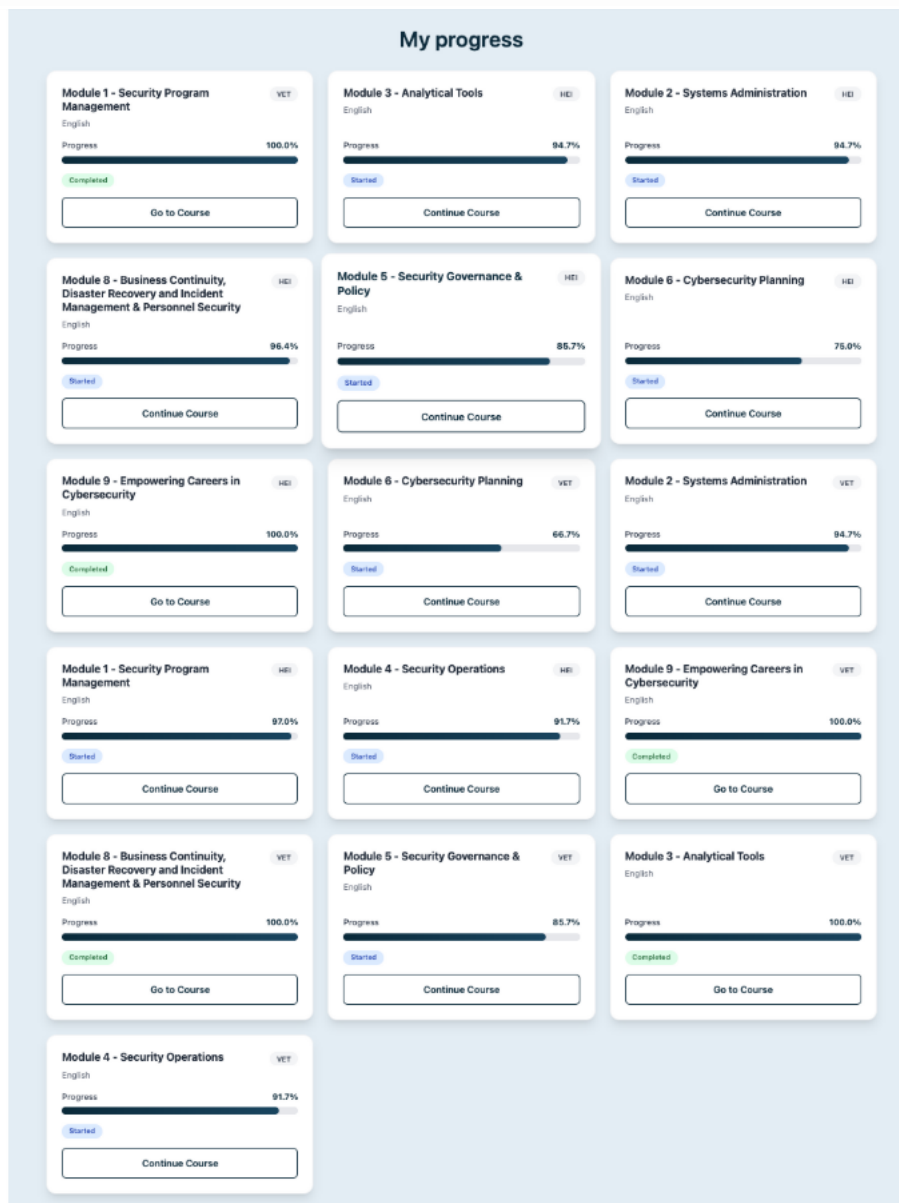 My progress
Module 1 - Security Program
Management
VET
English
Progress
100.0%
Completed
Go to Course
Module 3 - Analytical Tools
HEI
English
Progress
94.7%
Started
Continue Course
Module 2 - Systems Administration
HEI
English
Progress
94.7%
Started
Continue Course
Module 8 - Business Continuity,
Disaster Recovery and Incident
Management & Personnel Security
HEI
English
Progress
96.4%
Started
Continue Course
Module 5 - Security Governance &
Policy
HEI
English
Progress
85.7%
Started
Continue Course
Module 6 - Cybersecurity Planning
HEI
English
Progress
75.0%
Started
Continue Course
Module 9 - Empowering Careers in
Cybersecurity
HEI
English
Progress
100.0%
Completed
Go to Course
Module 6 - Cybersecurity Planning
VET
English
Progress
66.7%
Started
Continue Course
Module 2 - Systems Administration
VET
English
Progress
94.7%
Started
Continue Course
Module 1 - Security Program
Management
HEI
English
Progress
97.0%
Started
Continue Course
Module 4 - Security Operations
HEI
English
Progress
91.7%
Started
Continue Course
Module 9 - Empowering Careers in
Cybersecurity
VET
English
Progress
100.0%
Completed
Go to Course
Module 8 - Business Continuity,
Disaster Recovery and Incident
Management & Personnel Security
VET
English
Progress
100.0%
Completed
Go to Course
Module 5 - Security Governance &
Policy
VET
English
Progress
85.7%
Started
Continue Course
Module 3 - Analytical Tools
VET
English
Progress
100.0%
Completed
Go to Course
Module 4 - Security Operations
VET
English
Progress
91.7%
Started
Continue Course